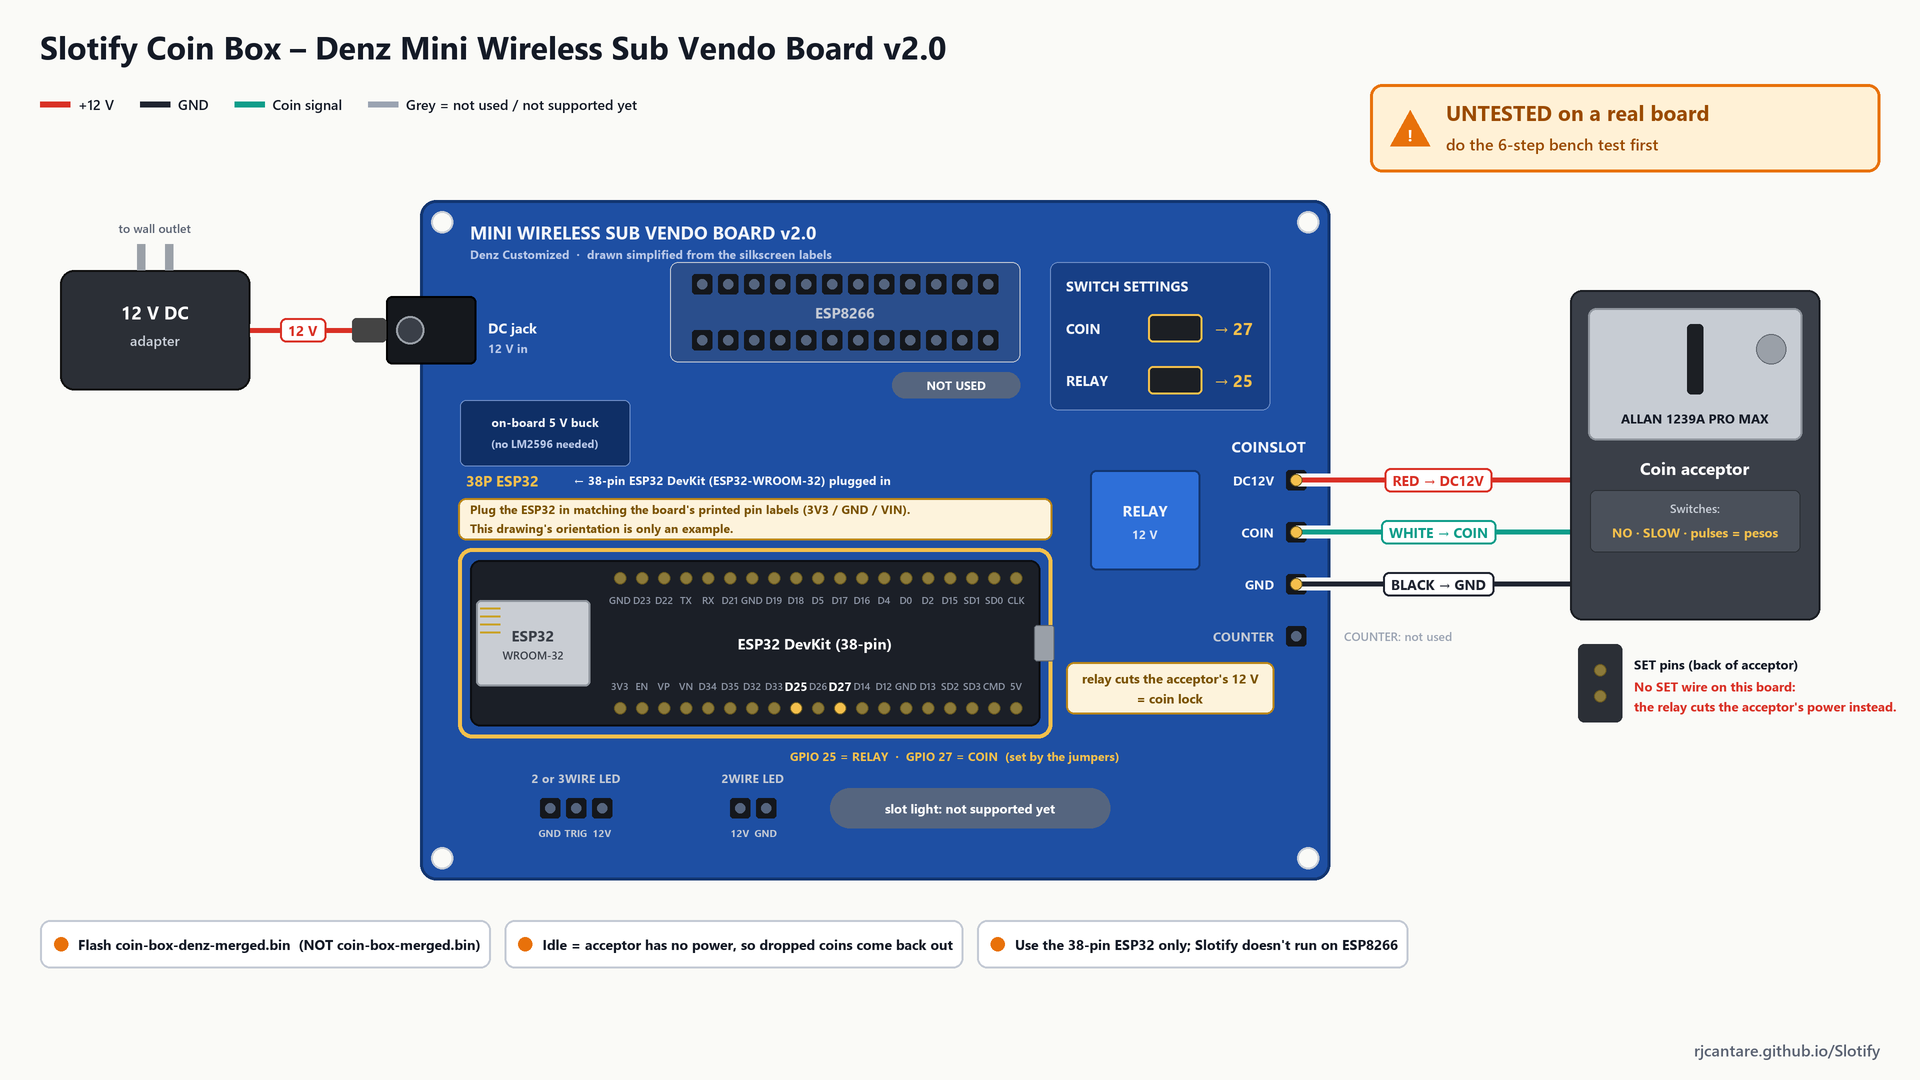 Slotify Coin Box – Denz Mini Wireless Sub Vendo Board v2.0
+12 V
GND
Coin signal
Grey = not used / not supported yet
!
UNTESTED on a real board
do the 6-step bench test first
to wall outlet
12 V DC
adapter
12 V
MINI WIRELESS SUB VENDO BOARD v2.0
Denz Customized · drawn simplified from the silkscreen labels
DC jack
12 V in
ESP8266
NOT USED
SWITCH SETTINGS
COIN → 27
RELAY → 25
on-board 5 V buck
(no LM2596 needed)
38P ESP32 ← 38-pin ESP32 DevKit (ESP32-WROOM-32) plugged in
Plug the ESP32 in matching the board's printed pin labels (3V3 / GND / VIN).
This drawing's orientation is only an example.
GND D23 D22 TX RX D21 GND D19 D18 D5 D17 D16 D4 D0 D2 D15 SD1 SD0 CLK
ESP32
WROOM-32
ESP32 DevKit (38-pin)
3V3 EN VP VN D34 D35 D32 D33 D25 D26 D27 D14 D12 GND D13 SD2 SD3 CMD 5V
RELAY
12 V
COINSLOT
DC12V
COIN
GND
COUNTER
relay cuts the acceptor's 12 V
= coin lock
RED → DC12V
WHITE → COIN
BLACK → GND
COUNTER: not used
ALLAN 1239A PRO MAX
Coin acceptor
Switches:
NO · SLOW · pulses = pesos
SET pins (back of acceptor)
No SET wire on this board:
the relay cuts the acceptor's power instead.
GPIO 25 = RELAY · GPIO 27 = COIN (set by the jumpers)
2 or 3WIRE LED
GND TRIG 12V
2WIRE LED
12V GND
slot light: not supported yet
Flash coin-box-denz-merged.bin (NOT coin-box-merged.bin)
Idle = acceptor has no power, so dropped coins come back out
Use the 38-pin ESP32 only; Slotify doesn't run on ESP8266
rjcantare.github.io/Slotify